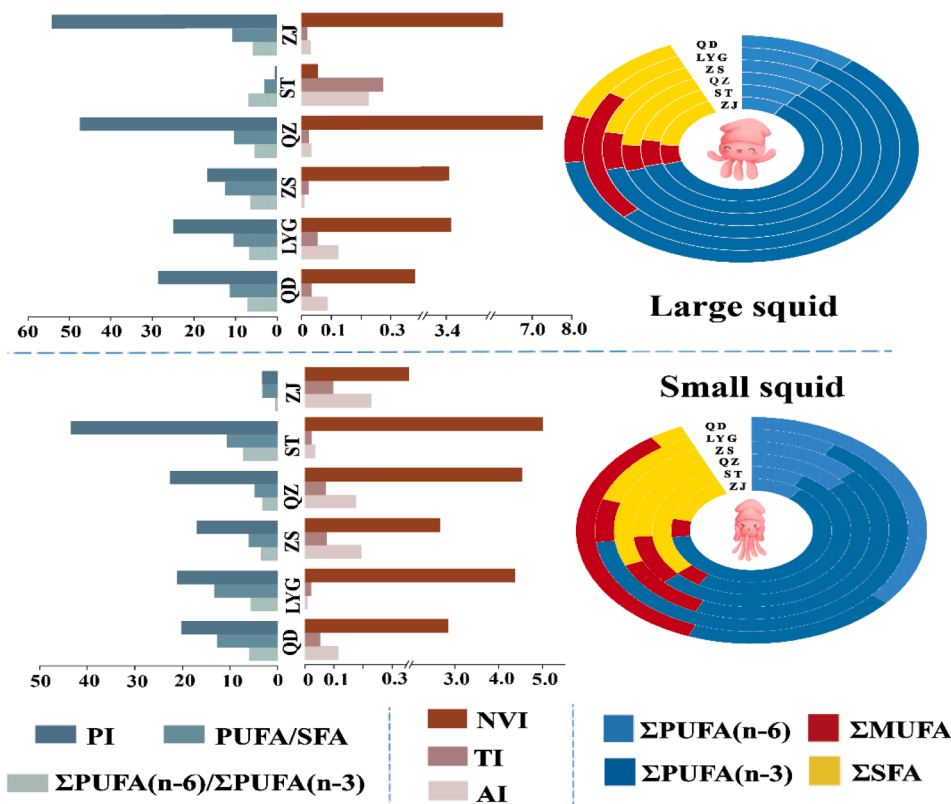 ZJ
ST
QZ
ZS
LYG
QD
60 50 40 30 20 10 0
0 0.1 0.3 3.4 7.0 8.0
QD
LYG
ZS
QZ
ST
ZJ
Large squid
Small squid
ZJ
ST
QZ
ZS
LYG
QD
50 40 30 20 10 0
0 0.1 0.3 3.0 5.0
QD
LYG
ZS
QZ
ST
ZJ
PI PUFA/SFA
ΣPUFA(n-6)/ΣPUFA(n-3)
NVI
TI
AI
ΣPUFA(n-6) ΣMUFA
ΣPUFA(n-3) ΣSFA